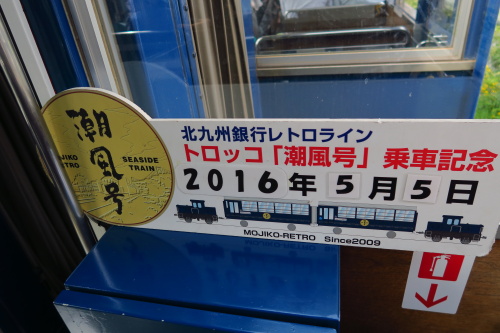 潮風号
MOJIKO RETRO
SEASIDE TRAIN
北九州銀行レトロライン
トロッコ「潮風号」乗車記念
2016年5月5日
MOJIKO-RETRO Since2009